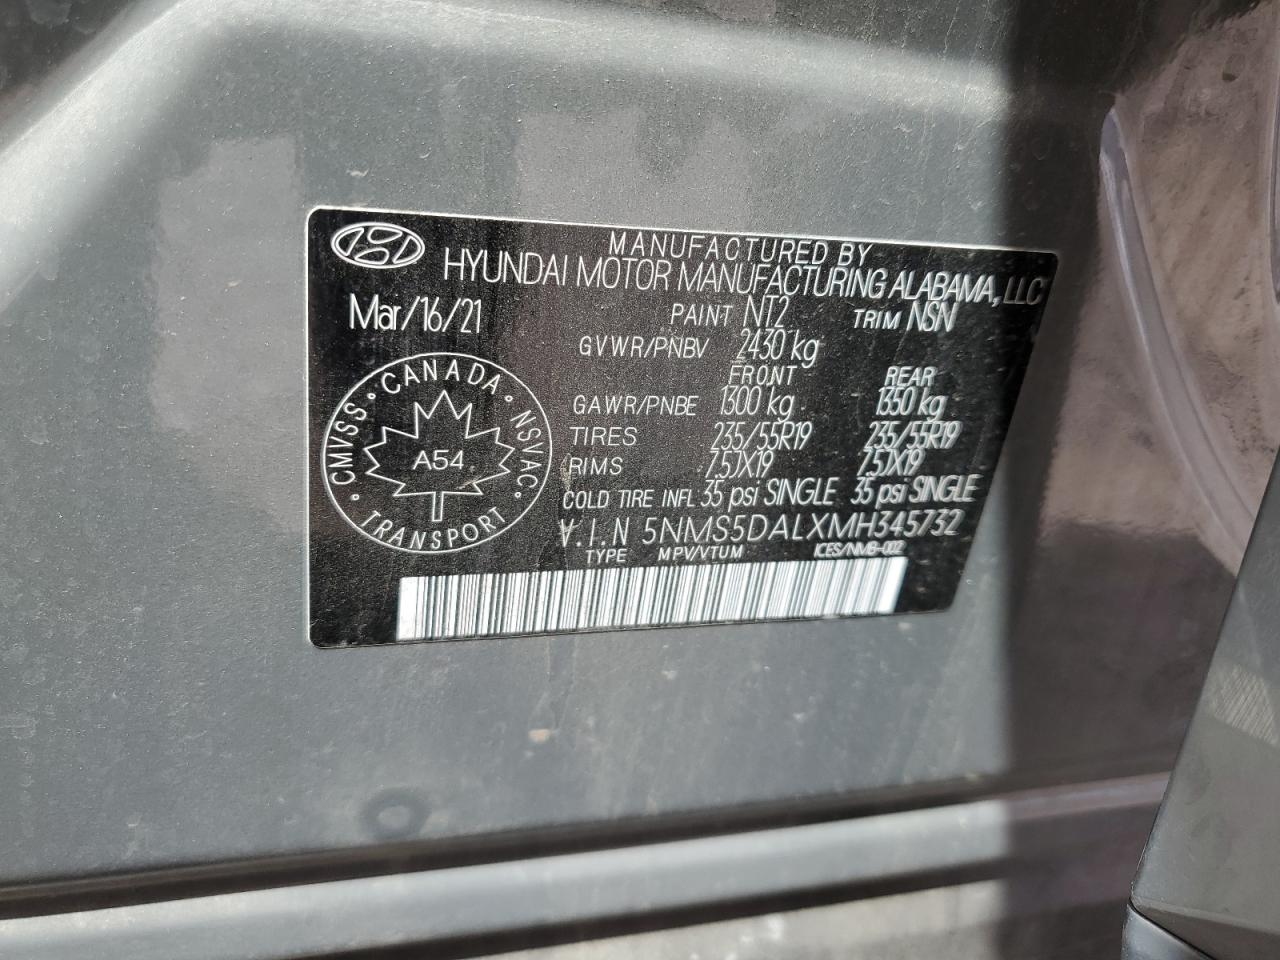 MANUFACTURED BY
HYUNDAI MOTOR MANUFACTURING ALABAMA, LLC
Mar/16/21 PAINT NT2 TRIM NSN
GVWR/PNBV 2430 kg
FRONT REAR
GAWR/PNBE 1300 kg 1350 kg
TIRES 235/55R19 235/55R19
RIMS 7.5JX19 7.5JX19
COLD TIRE INFL 35 psi SINGLE 35 psi SINGLE
V.I.N 5NMS5DALXMH345732
TYPE MPV/VTUM ICES/NMB-002
CMVSS · CANADA · NSVAC · TRANSPORT ·
A54